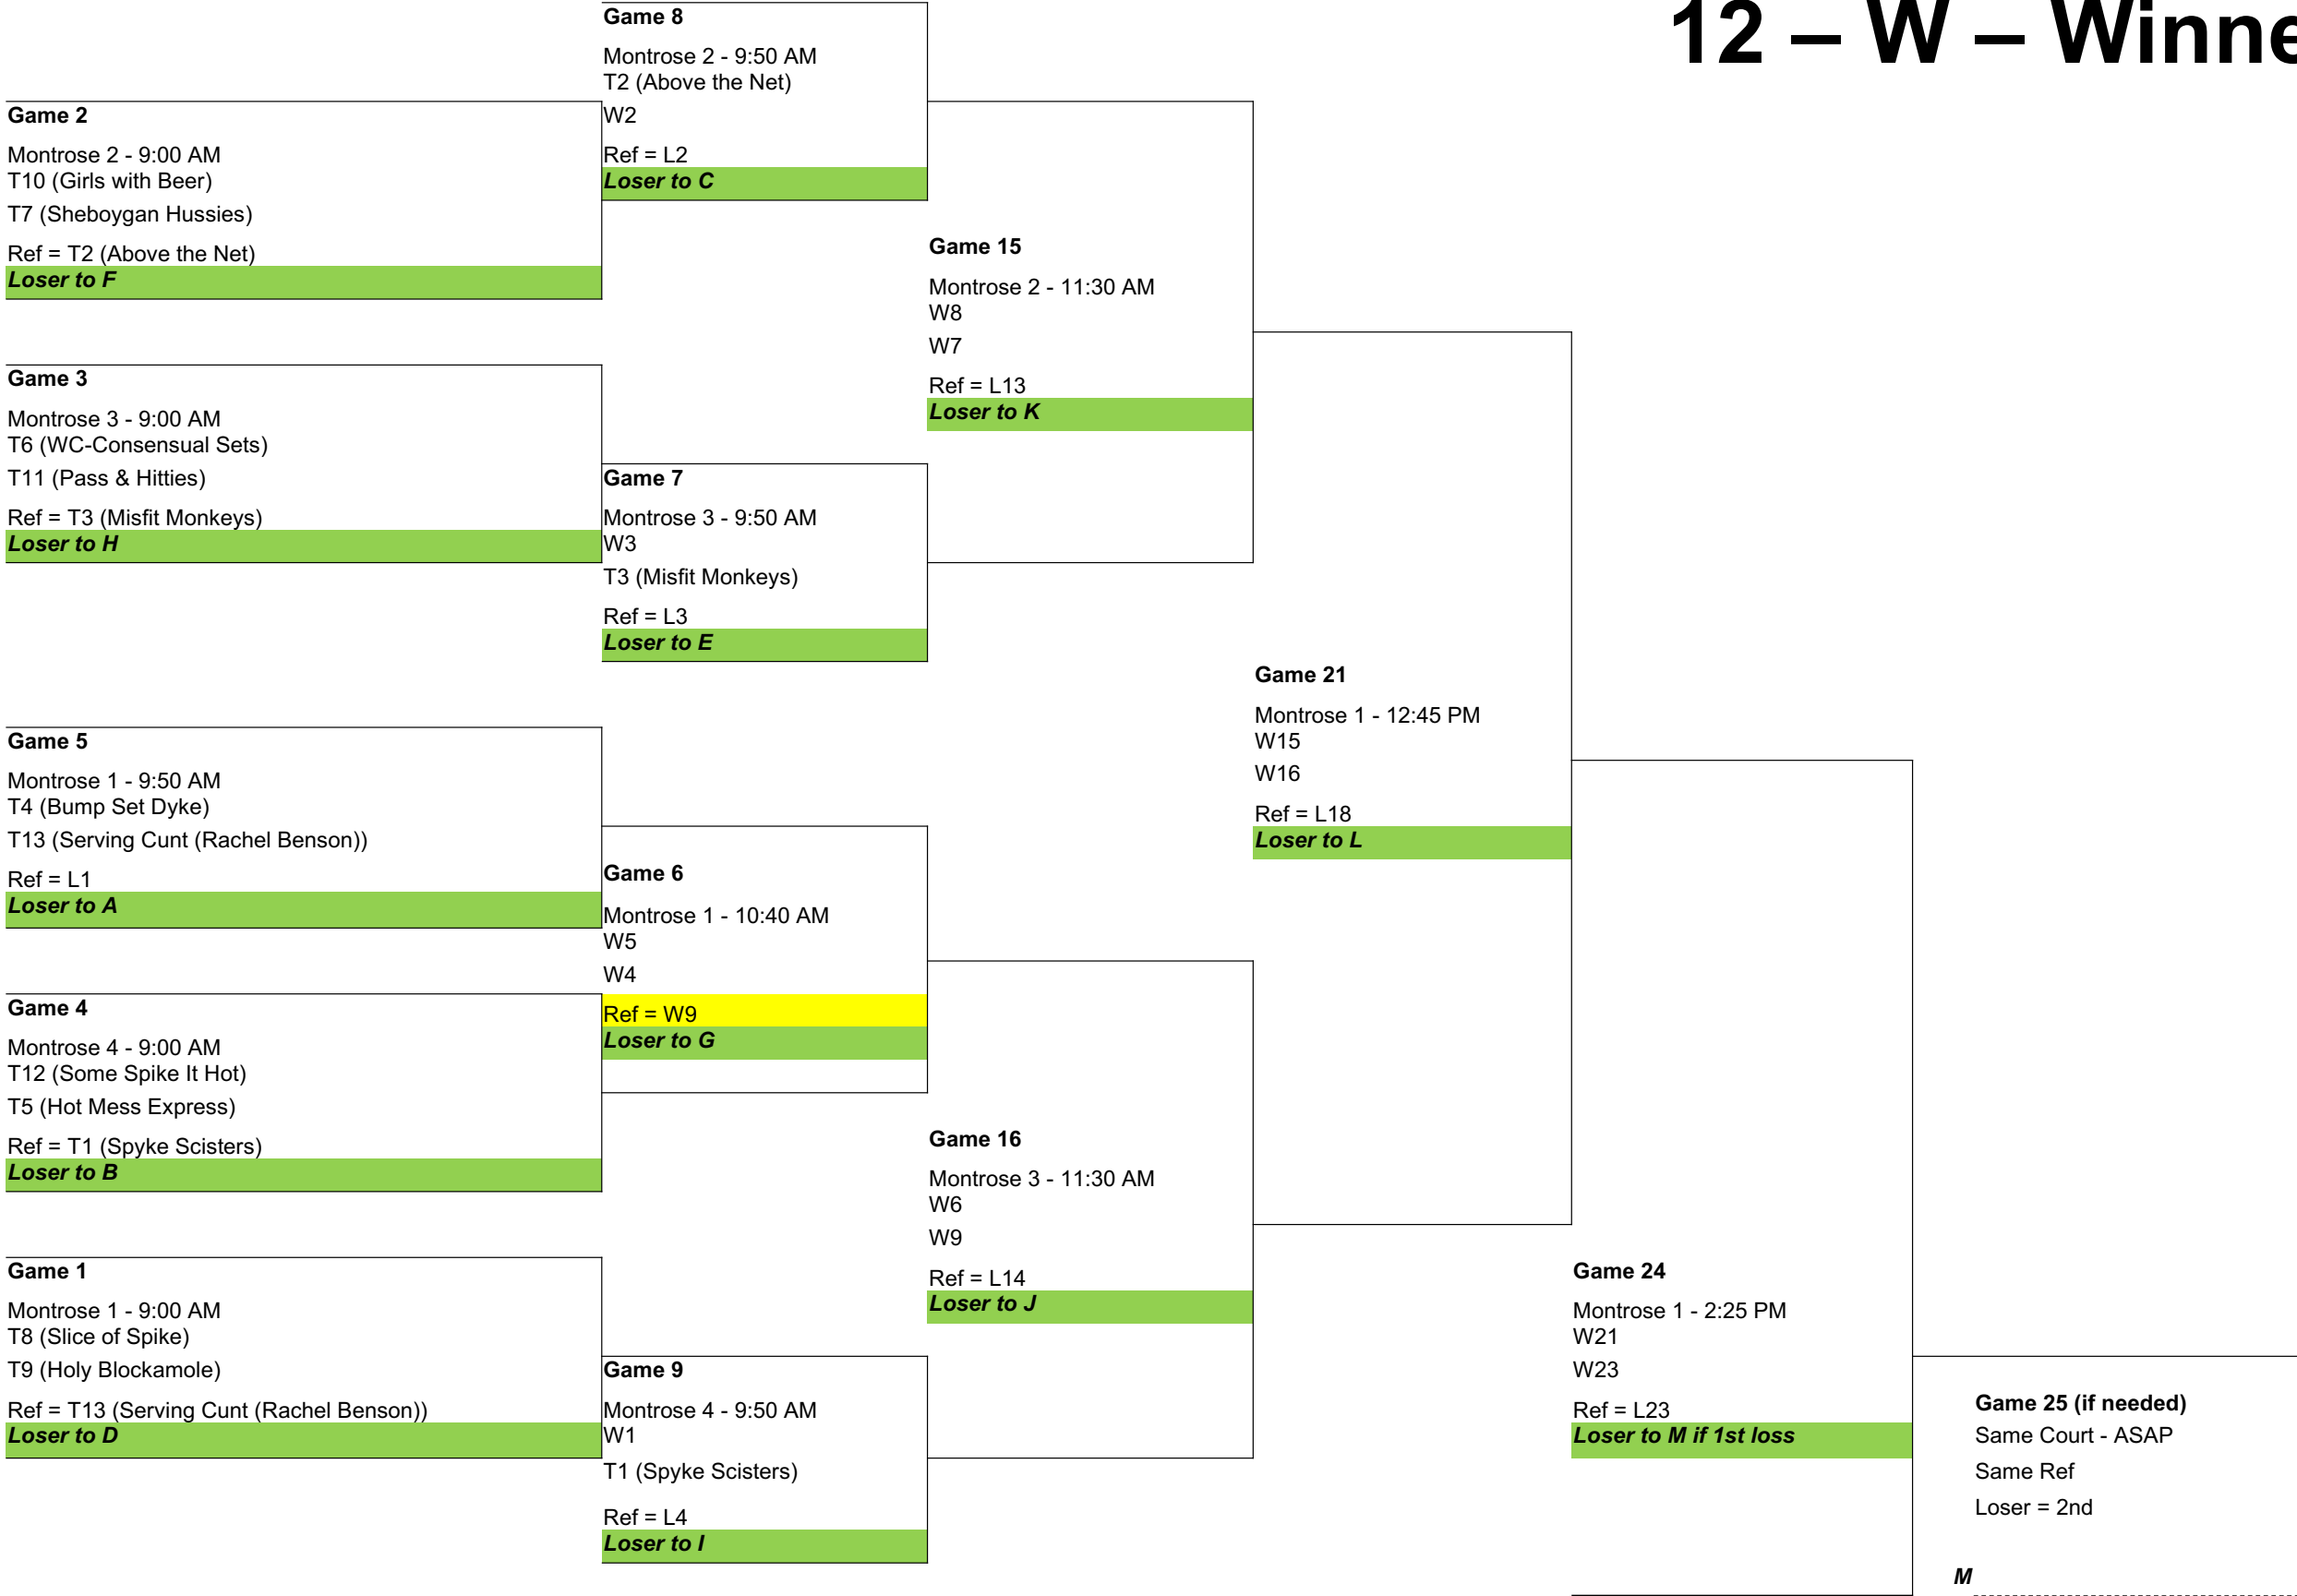 12 – W – Winne
Game 8
Montrose 2 - 9:50 AM
T2 (Above the Net)
W2
Ref = L2
Loser to C
Game 2
Montrose 2 - 9:00 AM
T10 (Girls with Beer)
T7 (Sheboygan Hussies)
Ref = T2 (Above the Net)
Loser to F
Game 15
Montrose 2 - 11:30 AM
W8
W7
Ref = L13
Loser to K
Game 3
Montrose 3 - 9:00 AM
T6 (WC-Consensual Sets)
T11 (Pass & Hitties)
Ref = T3 (Misfit Monkeys)
Loser to H
Game 7
Montrose 3 - 9:50 AM
W3
T3 (Misfit Monkeys)
Ref = L3
Loser to E
Game 21
Montrose 1 - 12:45 PM
W15
W16
Ref = L18
Loser to L
Game 5
Montrose 1 - 9:50 AM
T4 (Bump Set Dyke)
T13 (Serving Cunt (Rachel Benson))
Ref = L1
Loser to A
Game 6
Montrose 1 - 10:40 AM
W5
W4
Ref = W9
Loser to G
Game 4
Montrose 4 - 9:00 AM
T12 (Some Spike It Hot)
T5 (Hot Mess Express)
Ref = T1 (Spyke Scisters)
Loser to B
Game 16
Montrose 3 - 11:30 AM
W6
W9
Ref = L14
Loser to J
Game 1
Montrose 1 - 9:00 AM
T8 (Slice of Spike)
T9 (Holy Blockamole)
Ref = T13 (Serving Cunt (Rachel Benson))
Loser to D
Game 9
Montrose 4 - 9:50 AM
W1
T1 (Spyke Scisters)
Ref = L4
Loser to I
Game 24
Montrose 1 - 2:25 PM
W21
W23
Ref = L23
Loser to M if 1st loss
Game 25 (if needed)
Same Court - ASAP
Same Ref
Loser = 2nd
M